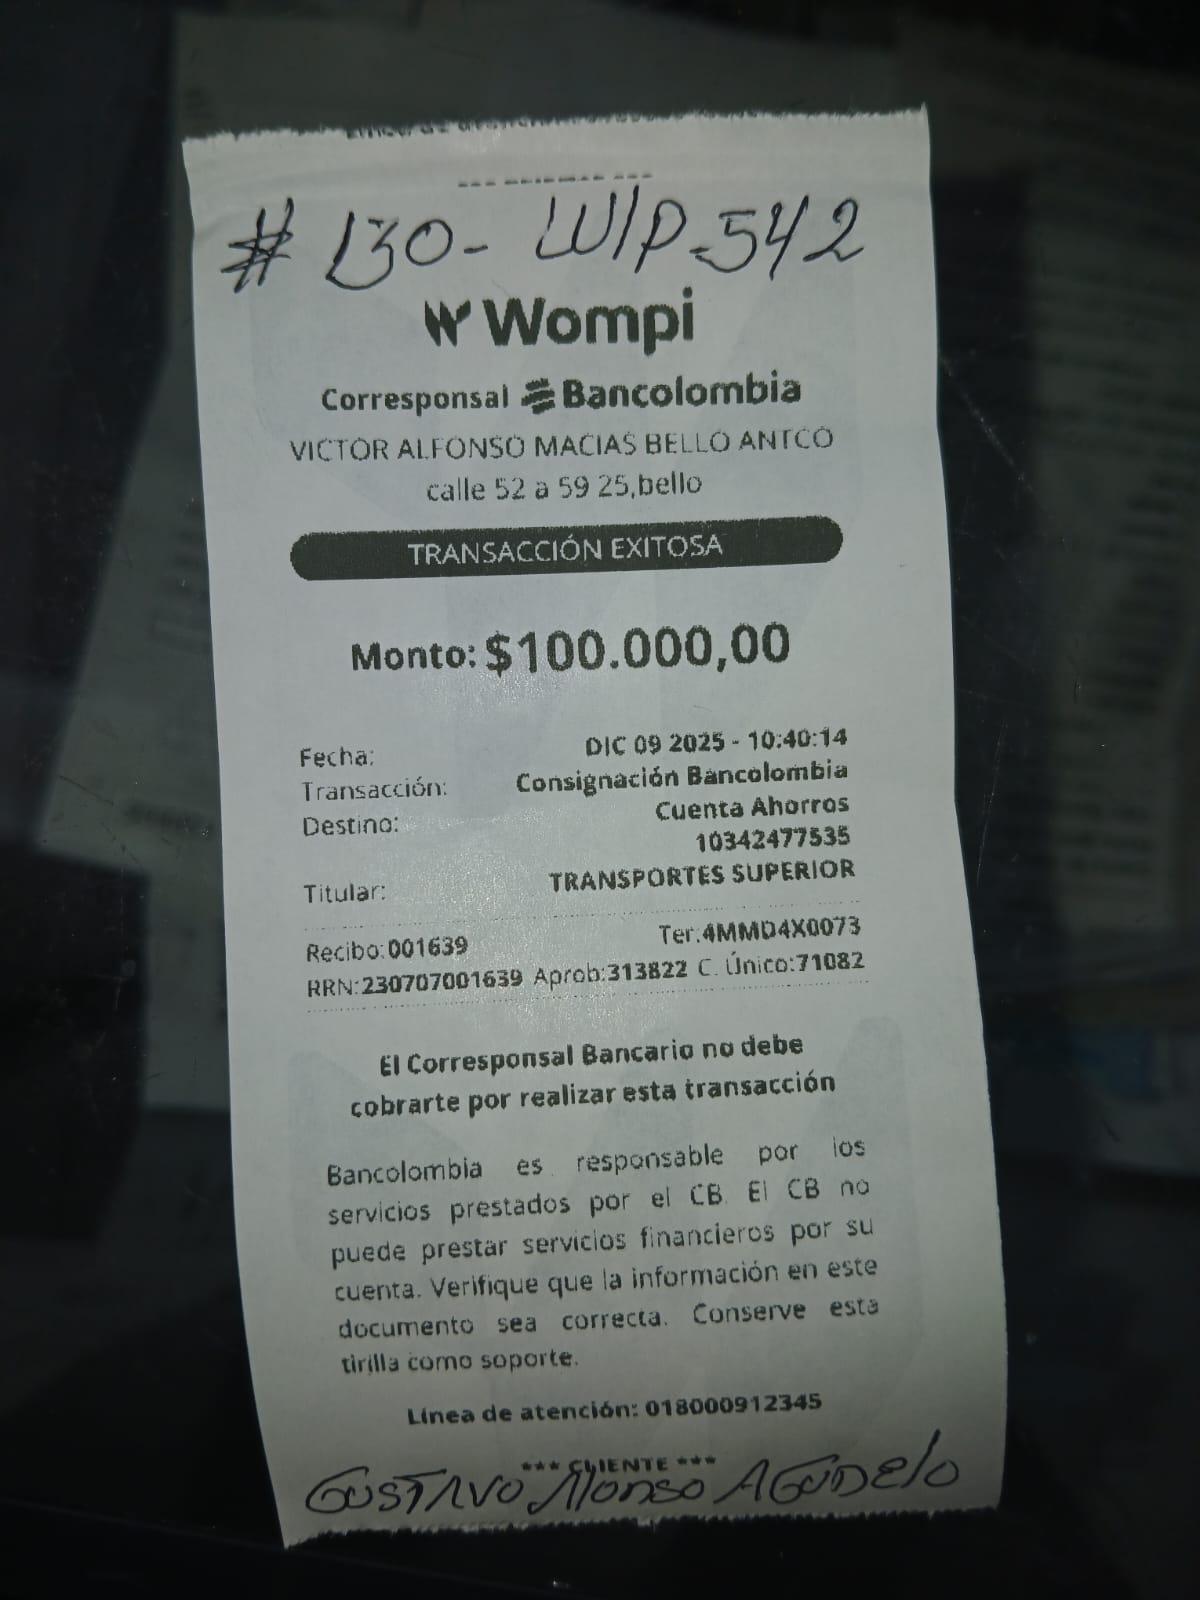 # 130- WIP-542
Wompi
Corresponsal Bancolombia
VICTOR ALFONSO MACIAS BELLO ANTCO
calle 52 a 59 25,bello
TRANSACCIÓN EXITOSA
Monto: $100.000,00
Fecha: DIC 09 2025 - 10:40:14
Transacción: Consignación Bancolombia
Destino: Cuenta Ahorros
10342477535
Titular: TRANSPORTES SUPERIOR
Recibo:001639 Ter:4MMD4X0073
RRN:230707001639 Aprob:313822 C. Único:71082
El Corresponsal Bancario no debe
cobrarte por realizar esta transacción
Bancolombia es responsable por los
servicios prestados por el CB. El CB no
puede prestar servicios financieros por su
cuenta. Verifique que la información en este
documento sea correcta. Conserve esta
tirilla como soporte.
Línea de atención: 018000912345
*** CLIENTE ***
GUSTAVO Alonso AGUDELO